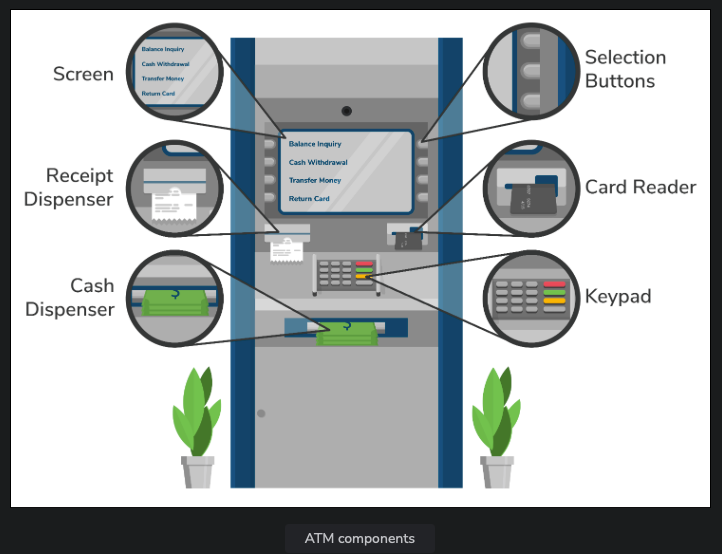 Screen
Balance Inquiry
Cash Withdrawal
Transfer Money
Return Card
Selection
Buttons
Receipt
Dispenser
Balance Inquiry
Cash Withdrawal
Transfer Money
Return Card
Card Reader
Cash
Dispenser
Keypad
ATM components